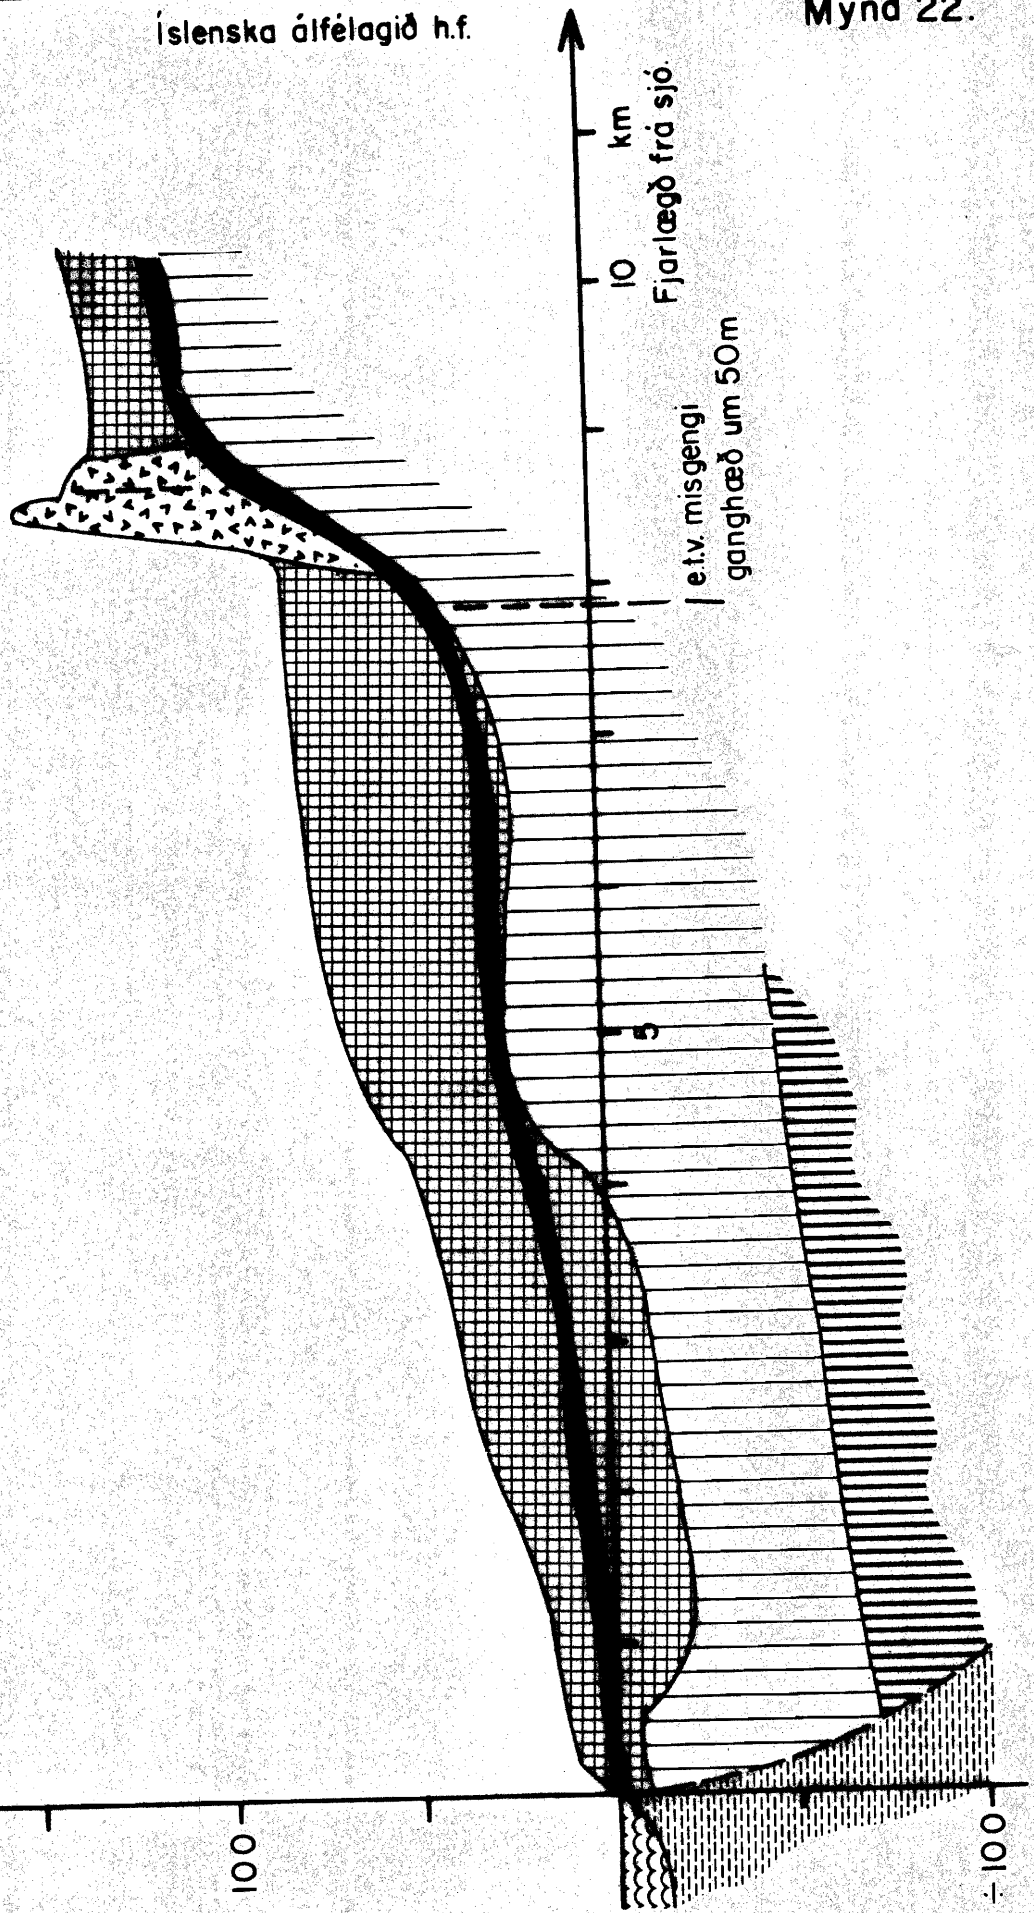 Íslenska álfélagið h.f.
Mynd 22.
km
Fjarlægð frá sjó.
10
e.t.v. misgengi
ganghæð um 50m
5
100
÷100